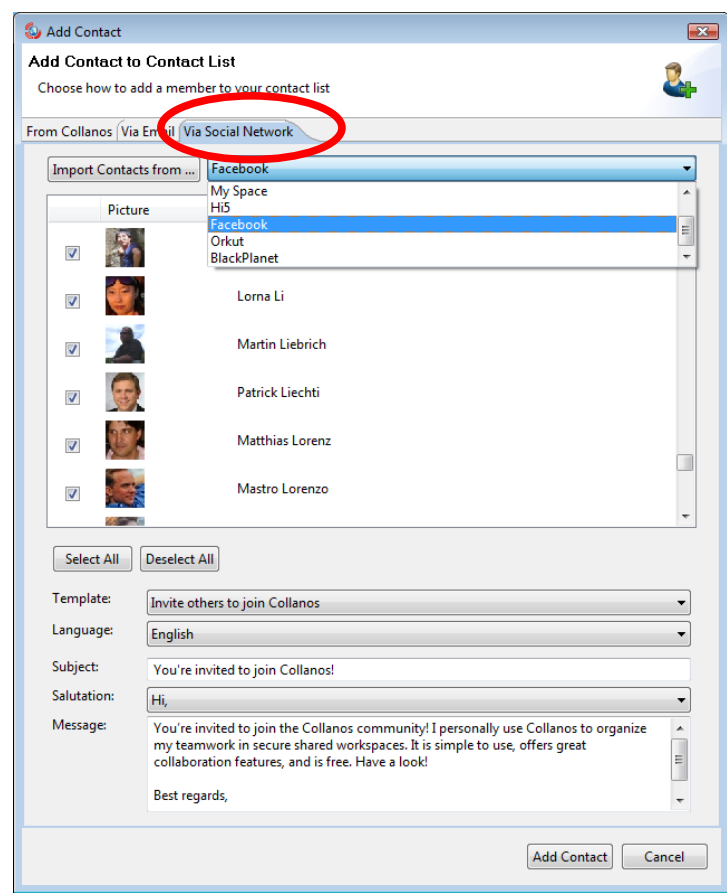 Add Contact
Add Contact to Contact List
Choose how to add a member to your contact list
From Collanos Via Email Via Social Network
Import Contacts from ... Facebook
My Space
Hi5
Facebook
Orkut
BlackPlanet
Picture
Lorna Li
Martin Liebrich
Patrick Liechti
Matthias Lorenz
Mastro Lorenzo
Select All Deselect All
Template: Invite others to join Collanos
Language: English
Subject: You're invited to join Collanos!
Salutation: Hi,
Message: You're invited to join the Collanos community! I personally use Collanos to organize
my teamwork in secure shared workspaces. It is simple to use, offers great
collaboration features, and is free. Have a look!
Best regards,
Add Contact Cancel